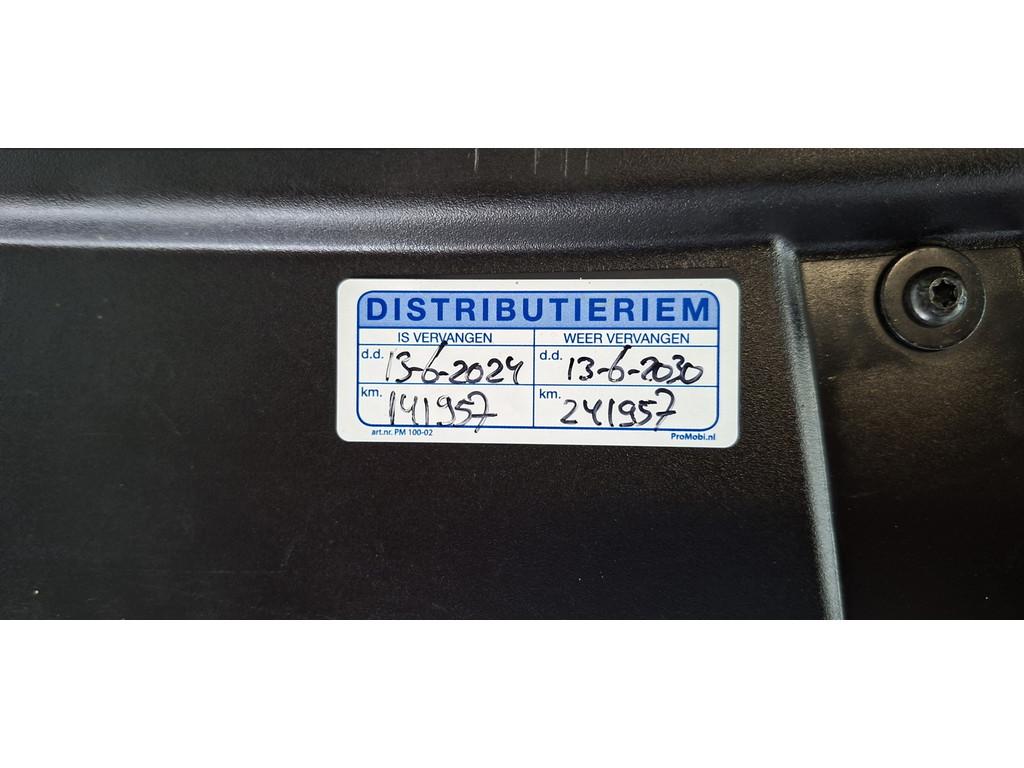 DISTRIBUTIERIEM
IS VERVANGEN WEER VERVANGEN
d.d. 13-6-2024 d.d. 13-6-2030
km. 141957 km. 241957
art.nr. PM 100-02 ProMobi.nl